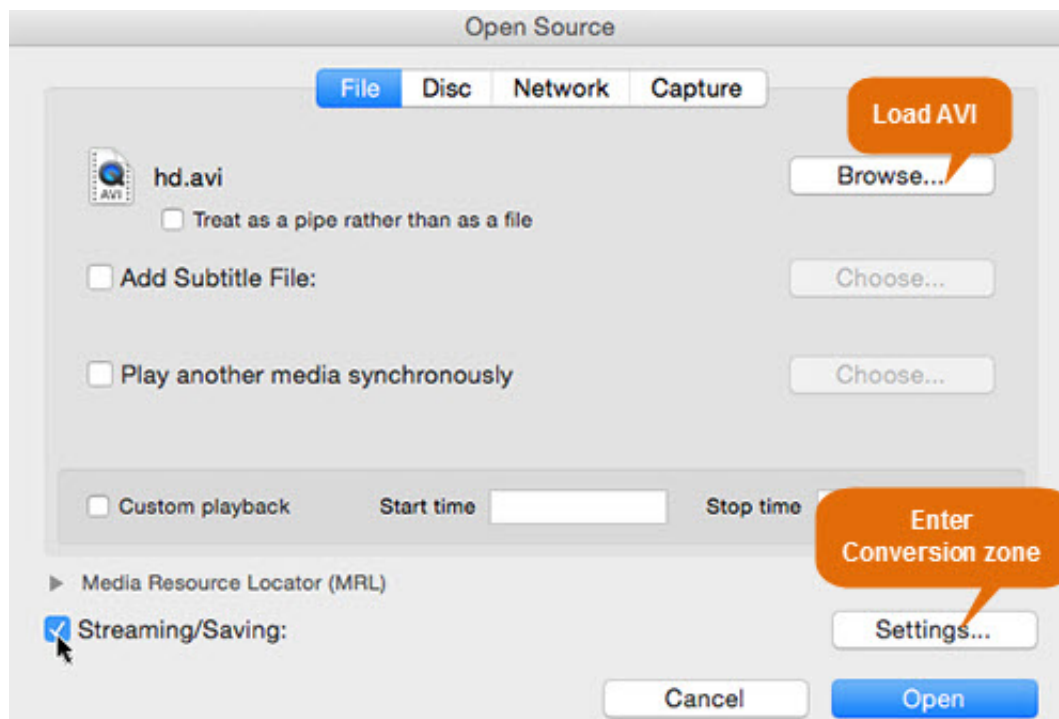 Open Source
File Disc Network Capture
Load AVI
AVI
hd.avi
Browse...
Treat as a pipe rather than as a file
Add Subtitle File:
Choose...
Play another media synchronously
Choose...
Custom playback
Start time
Stop time
Enter
Conversion zone
Media Resource Locator (MRL)
Streaming/Saving:
Settings...
Cancel
Open